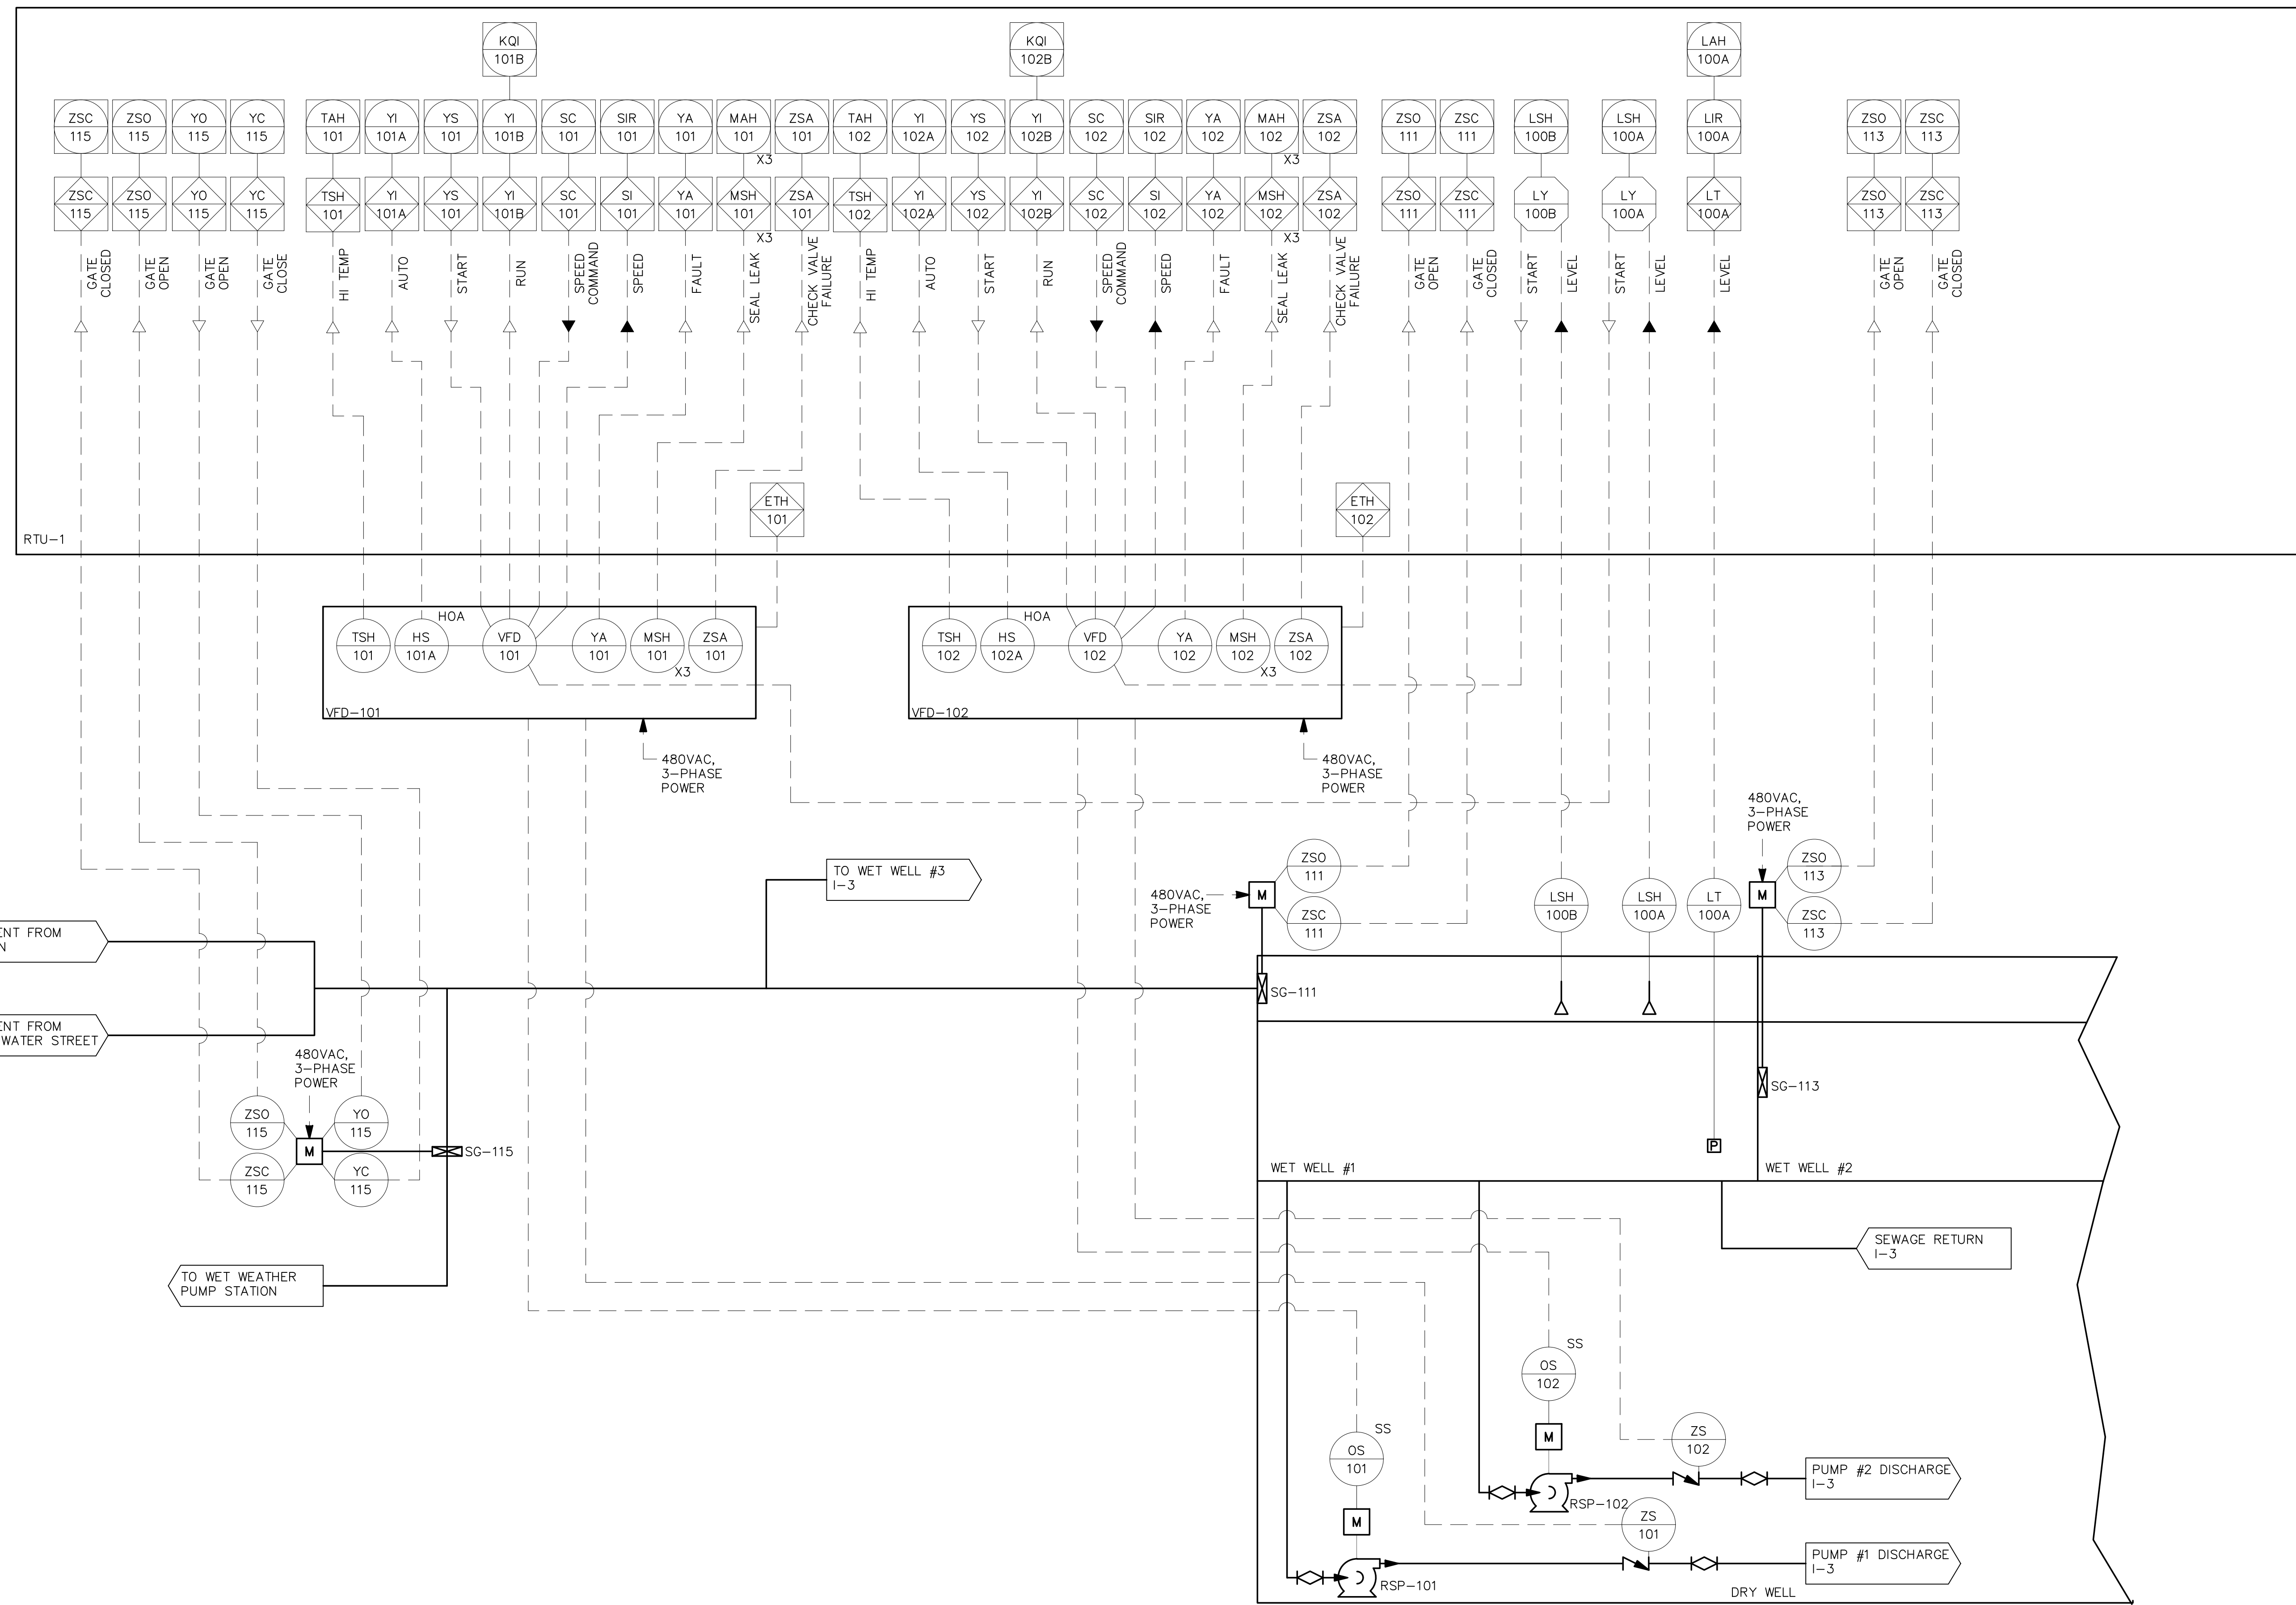 KQI
101B
KQI
102B
LAH
100A
ZSC
115
ZSO
115
YO
115
YC
115
TAH
101
YI
101A
YS
101
YI
101B
SC
101
SIR
101
YA
101
MAH
101
X3
ZSA
101
TAH
102
YI
102A
YS
102
YI
102B
SC
102
SIR
102
YA
102
MAH
102
X3
ZSA
102
ZSO
111
ZSC
111
LSH
100B
LSH
100A
LIR
100A
ZSO
113
ZSC
113
ZSC
115
ZSO
115
YO
115
YC
115
TSH
101
YI
101A
YS
101
YI
101B
SC
101
SI
101
YA
101
MSH
101
X3
ZSA
101
TSH
102
YI
102A
YS
102
YI
102B
SC
102
SI
102
YA
102
MSH
102
X3
ZSA
102
ZSO
111
ZSC
111
LY
100B
LY
100A
LT
100A
ZSO
113
ZSC
113
GATE
CLOSED
GATE
OPEN
GATE
OPEN
GATE
CLOSE
HI TEMP
AUTO
START
RUN
SPEED
COMMAND
SPEED
FAULT
SEAL LEAK
CHECK VALVE
FAILURE
HI TEMP
AUTO
START
RUN
SPEED
COMMAND
SPEED
FAULT
SEAL LEAK
CHECK VALVE
FAILURE
GATE
OPEN
GATE
CLOSED
START
LEVEL
START
LEVEL
LEVEL
GATE
OPEN
GATE
CLOSED
ETH
101
ETH
102
RTU-1
HOA
TSH
101
HS
101A
VFD
101
YA
101
MSH
101
X3
ZSA
101
VFD-101
HOA
TSH
102
HS
102A
VFD
102
YA
102
MSH
102
X3
ZSA
102
VFD-102
480VAC,
3-PHASE
POWER
480VAC,
3-PHASE
POWER
480VAC,
3-PHASE
POWER
TO WET WELL #3
I-3
480VAC,
3-PHASE
POWER
M
ZSO
111
ZSC
111
LSH
100B
LSH
100A
LT
100A
M
ZSO
113
ZSC
113
ENT FROM
N
ENT FROM
WATER STREET
SG-111
SG-113
480VAC,
3-PHASE
POWER
ZSO
115
YO
115
M
ZSC
115
YC
115
SG-115
P
WET WELL #1
WET WELL #2
TO WET WEATHER
PUMP STATION
SEWAGE RETURN
I-3
SS
OS
102
M
SS
OS
101
M
ZS
102
RSP-102
PUMP #2 DISCHARGE
I-3
ZS
101
RSP-101
PUMP #1 DISCHARGE
I-3
DRY WELL